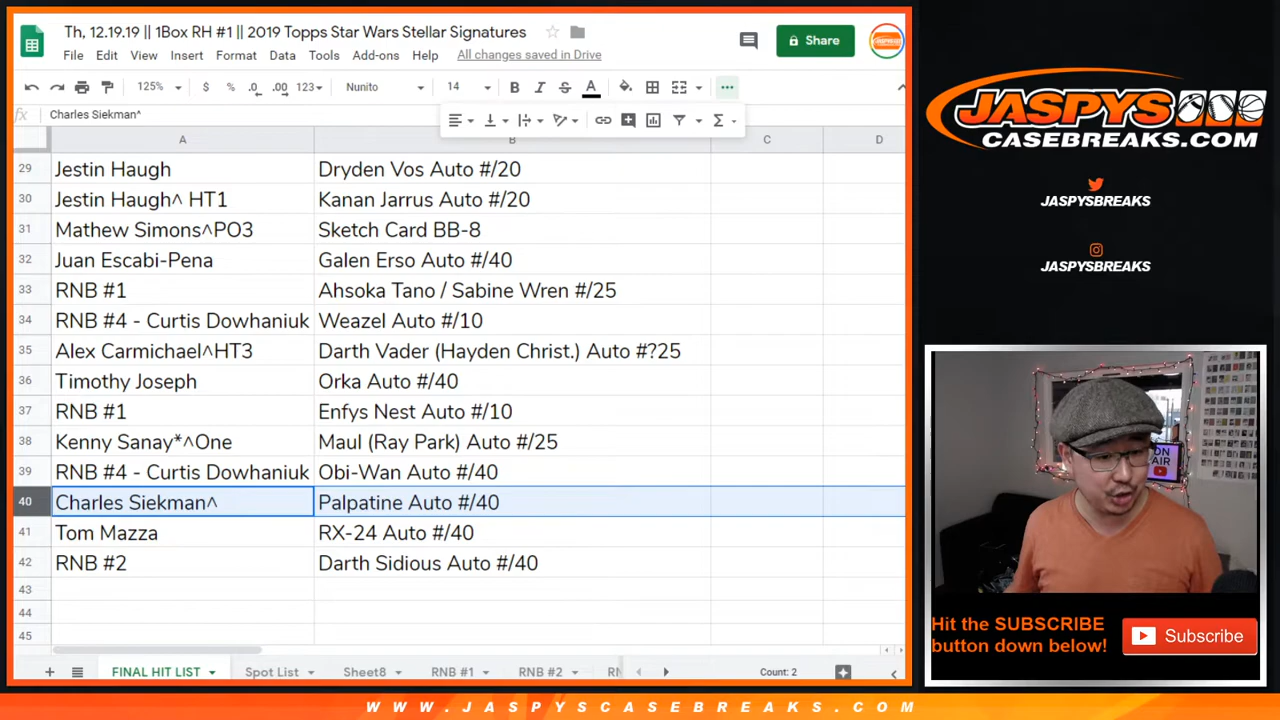 Th, 12.19.19 || 1Box RH #1 || 2019 Topps Star Wars Stellar Signatures
File Edit View Insert Format Data Tools Add-ons Help All changes saved in Drive
Share
125% $ % .0 .00 123 Nunito 14 B I S A
fx Charles Siekman^
A B C D
29 Jestin Haugh Dryden Vos Auto #/20
30 Jestin Haugh^ HT1 Kanan Jarrus Auto #/20
31 Mathew Simons^PO3 Sketch Card BB-8
32 Juan Escabi-Pena Galen Erso Auto #/40
33 RNB #1 Ahsoka Tano / Sabine Wren #/25
34 RNB #4 - Curtis Dowhaniuk Weazel Auto #/10
35 Alex Carmichael^HT3 Darth Vader (Hayden Christ.) Auto #?25
36 Timothy Joseph Orka Auto #/40
37 RNB #1 Enfys Nest Auto #/10
38 Kenny Sanay*^One Maul (Ray Park) Auto #/25
39 RNB #4 - Curtis Dowhaniuk Obi-Wan Auto #/40
40 Charles Siekman^ Palpatine Auto #/40
41 Tom Mazza RX-24 Auto #/40
42 RNB #2 Darth Sidious Auto #/40
43
44
45
FINAL HIT LIST Spot List Sheet8 RNB #1 RNB #2 RN Count: 2
JASPYS
CASEBREAKS.COM
JASPYSBREAKS
JASPYSBREAKS
ON
AIR
Hit the SUBSCRIBE
button down below!
Subscribe
WWW.JASPYSCASEBREAKS.COM